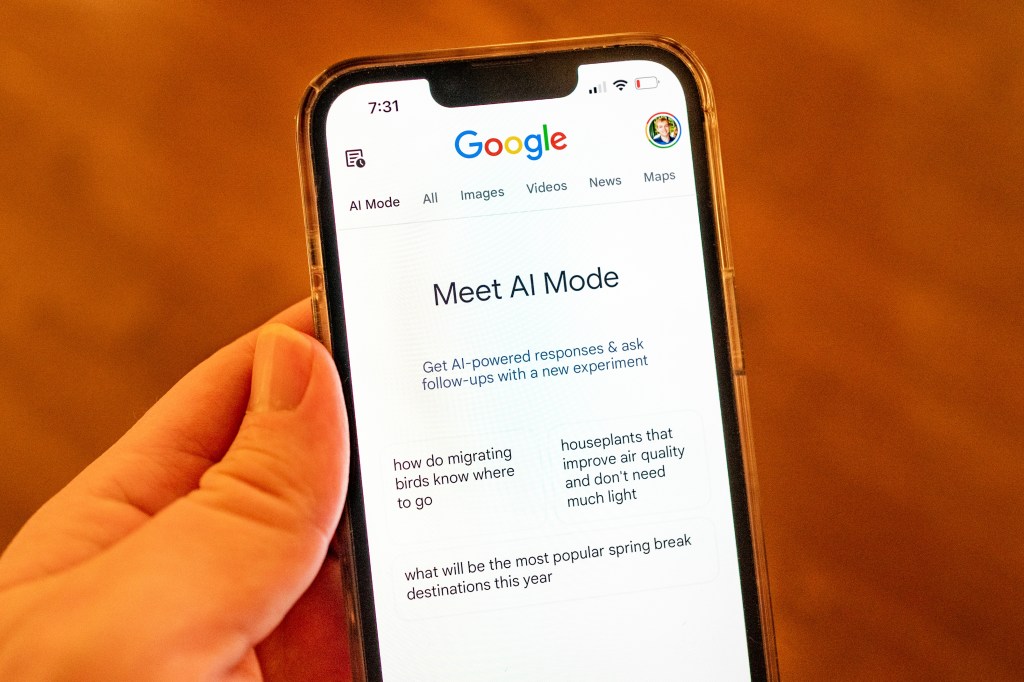 7:31
Google
AI Mode All Images Videos News Maps
Meet AI Mode
Get AI-powered responses & ask
follow-ups with a new experiment
how do migrating
birds know where
to go
houseplants that
improve air quality
and don't need
much light
what will be the most popular spring break
destinations this year